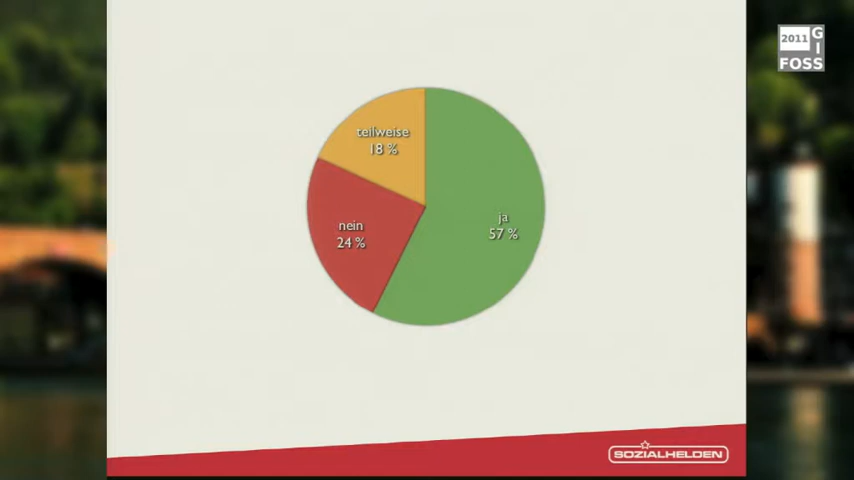 2011 G
I
FOSS
teilweise
18 %
ja
57 %
nein
24 %
SOZIALHELDEN